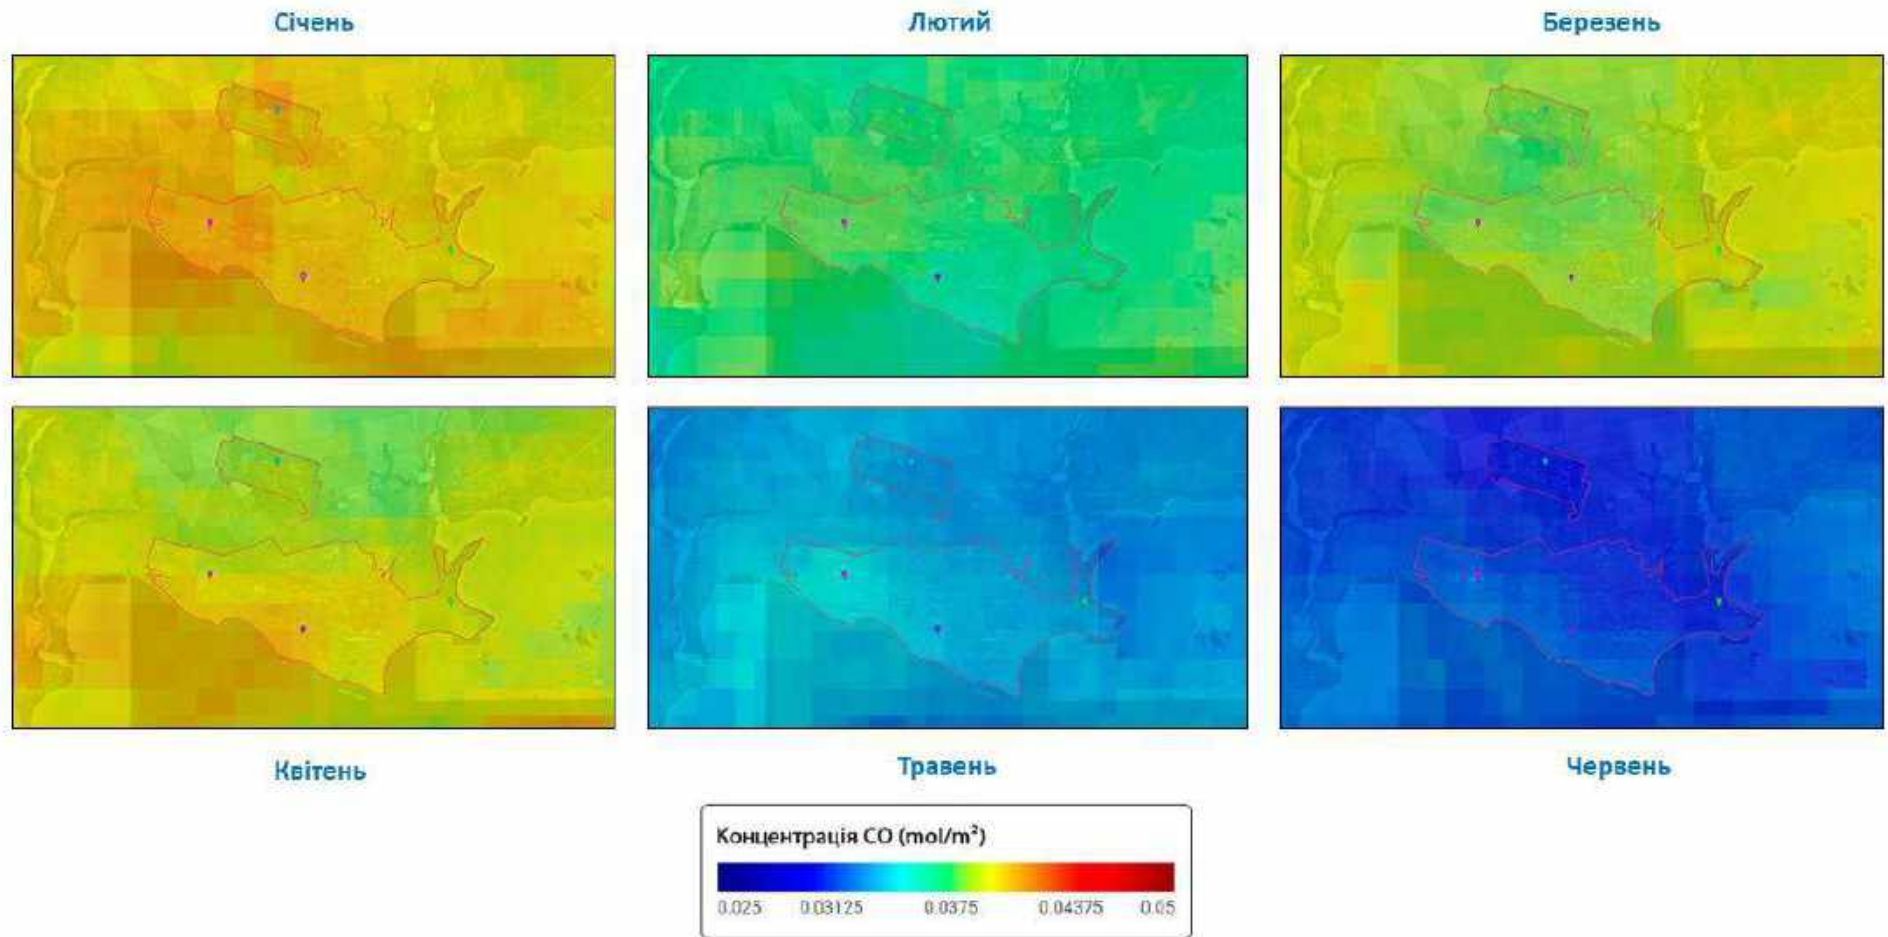 Січень
Лютий
Березень
Квітень
Травень
Червень
Концентрація CO (mol/m²)
0.025 0.03125 0.0375 0.04375 0.05